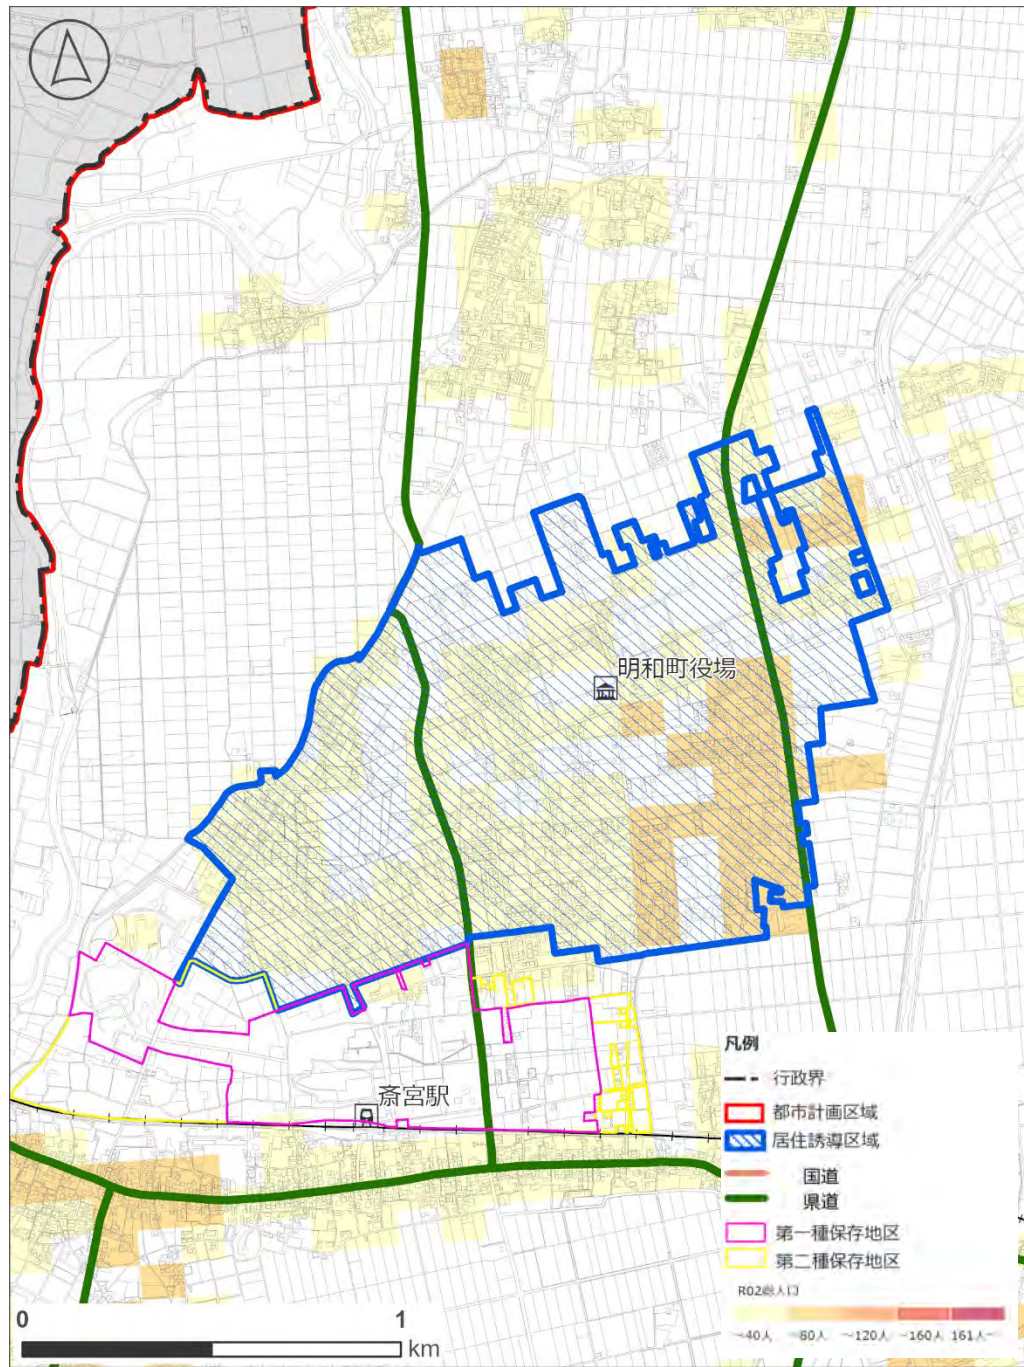 明和町役場
斎宮駅
凡例
行政界
都市計画区域
居住誘導区域
国道
県道
第一種保存地区
第二種保存地区
R02総人口
~40人 ~80人 ~120人 ~160人 161人~
0 1
km